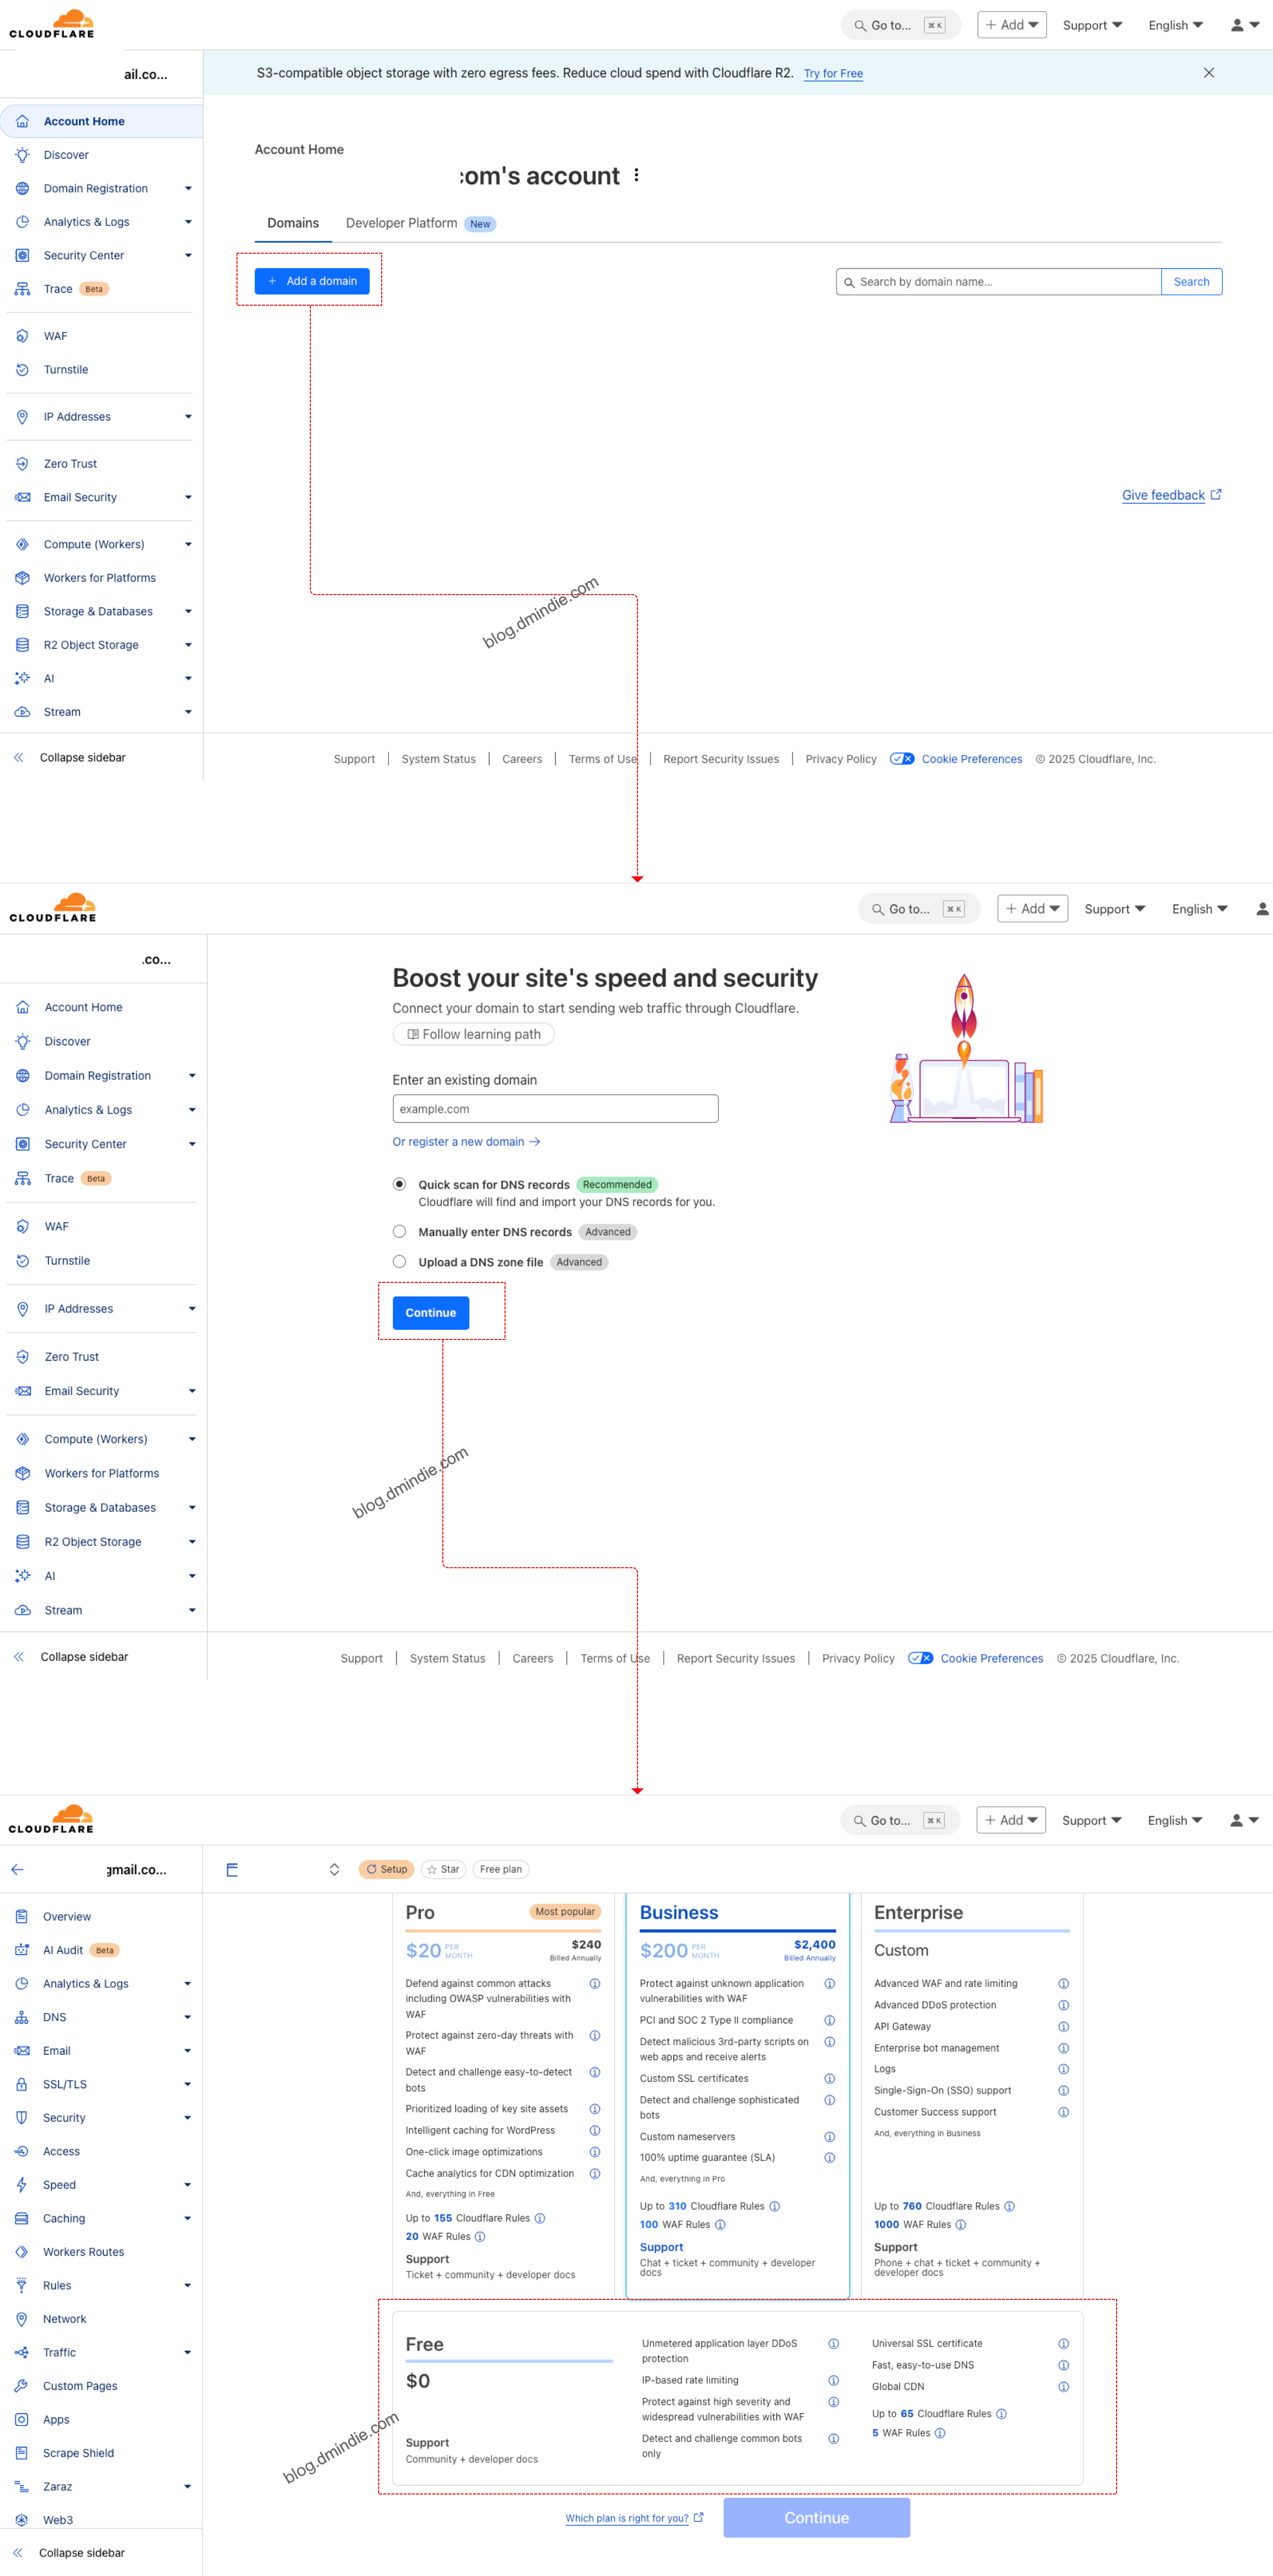 CLOUDFLARE
Go to... ⌘ K
+ Add
Support
English
ail.co...
S3-compatible object storage with zero egress fees. Reduce cloud spend with Cloudflare R2. Try for Free
Account Home
Discover
Domain Registration
Analytics & Logs
Security Center
Trace Beta
WAF
Turnstile
IP Addresses
Zero Trust
Email Security
Compute (Workers)
Workers for Platforms
Storage & Databases
R2 Object Storage
AI
Stream
Collapse sidebar
Account Home
com's account
Domains
Developer Platform New
+ Add a domain
Search by domain name...
Search
Give feedback
blog.dmindie.com
Support | System Status | Careers | Terms of Use | Report Security Issues | Privacy Policy Cookie Preferences © 2025 Cloudflare, Inc.
CLOUDFLARE
Go to... ⌘ K
+ Add
Support
English
.co...
Account Home
Discover
Domain Registration
Analytics & Logs
Security Center
Trace Beta
WAF
Turnstile
IP Addresses
Zero Trust
Email Security
Compute (Workers)
Workers for Platforms
Storage & Databases
R2 Object Storage
AI
Stream
Collapse sidebar
Boost your site's speed and security
Connect your domain to start sending web traffic through Cloudflare.
Follow learning path
Enter an existing domain
example.com
Or register a new domain →
Quick scan for DNS records Recommended
Cloudflare will find and import your DNS records for you.
Manually enter DNS records Advanced
Upload a DNS zone file Advanced
Continue
blog.dmindie.com
Support | System Status | Careers | Terms of Use | Report Security Issues | Privacy Policy Cookie Preferences © 2025 Cloudflare, Inc.
CLOUDFLARE
Go to... ⌘ K
+ Add
Support
English
gmail.co...
Setup
Star
Free plan
Overview
AI Audit Beta
Analytics & Logs
DNS
Email
SSL/TLS
Security
Access
Speed
Caching
Workers Routes
Rules
Network
Traffic
Custom Pages
Apps
Scrape Shield
Zaraz
Web3
Collapse sidebar
Pro
Most popular
$20 PER MONTH
$240
Billed Annually
Defend against common attacks
including OWASP vulnerabilities with
WAF
Protect against zero-day threats with
WAF
Detect and challenge easy-to-detect
bots
Prioritized loading of key site assets
Intelligent caching for WordPress
One-click image optimizations
Cache analytics for CDN optimization
And, everything in Free
Up to 155 Cloudflare Rules
20 WAF Rules
Support
Ticket + community + developer docs
Business
$200 PER MONTH
$2,400
Billed Annually
Protect against unknown application
vulnerabilities with WAF
PCI and SOC 2 Type II compliance
Detect malicious 3rd-party scripts on
web apps and receive alerts
Custom SSL certificates
Detect and challenge sophisticated
bots
Custom nameservers
100% uptime guarantee (SLA)
And, everything in Pro
Up to 310 Cloudflare Rules
100 WAF Rules
Support
Chat + ticket + community + developer
docs
Enterprise
Custom
Advanced WAF and rate limiting
Advanced DDoS protection
API Gateway
Enterprise bot management
Logs
Single-Sign-On (SSO) support
Customer Success support
And, everything in Business
Up to 760 Cloudflare Rules
1000 WAF Rules
Support
Phone + chat + ticket + community +
developer docs
Free
$0
Support
Community + developer docs
Unmetered application layer DDoS
protection
IP-based rate limiting
Protect against high severity and
widespread vulnerabilities with WAF
Detect and challenge common bots
only
Universal SSL certificate
Fast, easy-to-use DNS
Global CDN
Up to 65 Cloudflare Rules
5 WAF Rules
blog.dmindie.com
Which plan is right for you?
Continue